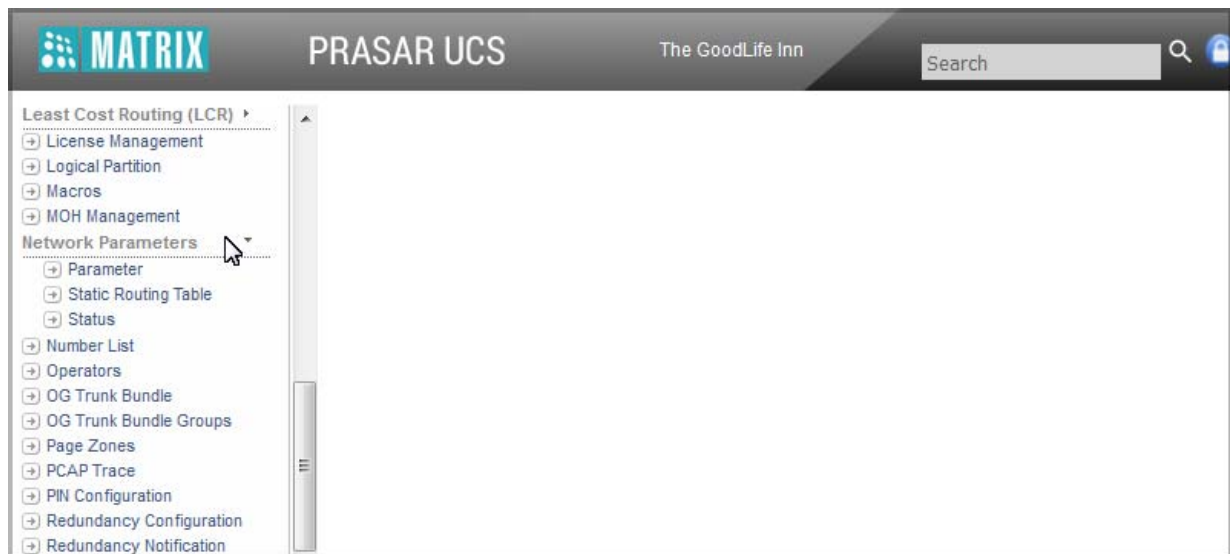 MATRIX
PRASAR UCS
The GoodLife Inn
Search
Least Cost Routing (LCR)
License Management
Logical Partition
Macros
MOH Management
Network Parameters
Parameter
Static Routing Table
Status
Number List
Operators
OG Trunk Bundle
OG Trunk Bundle Groups
Page Zones
PCAP Trace
PIN Configuration
Redundancy Configuration
Redundancy Notification